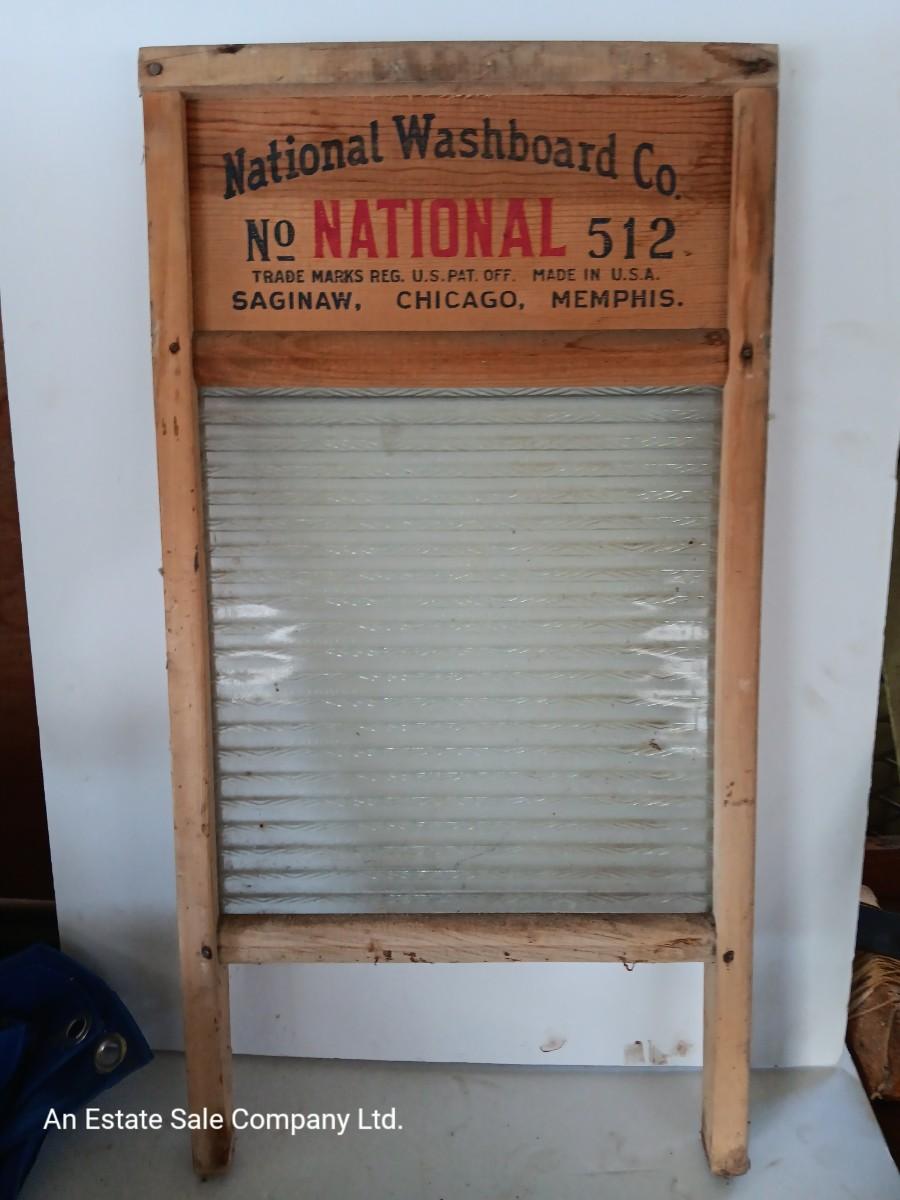 National Washboard Co.
No NATIONAL 512
TRADE MARKS REG. U.S. PAT. OFF. MADE IN U.S.A.
SAGINAW, CHICAGO, MEMPHIS.
An Estate Sale Company Ltd.